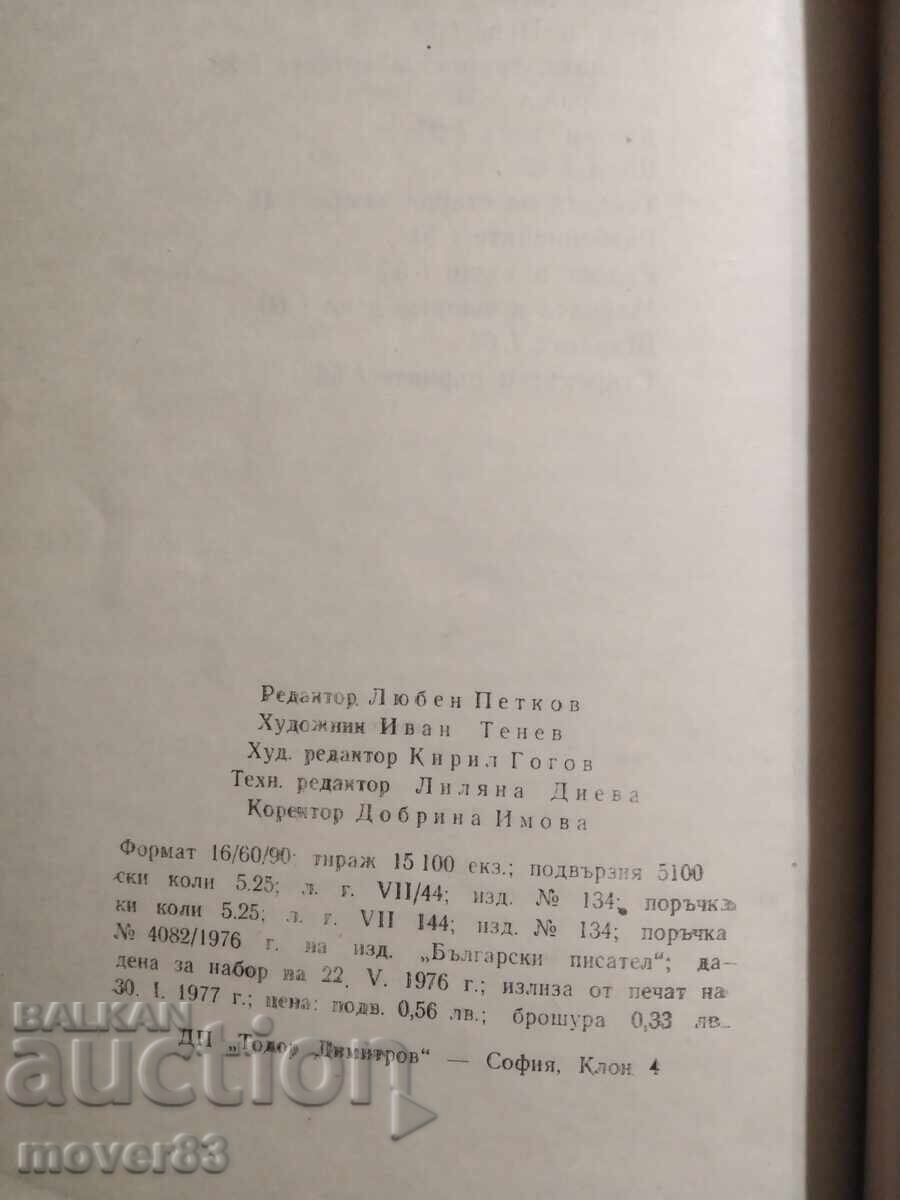 Редактор Любен Петков
Художник Иван Тенев
Худ. редактор Кирил Гогов
Техн. редактор Лиляна Диева
Коректор Добрина Имова
Формат 16/60/90 тираж 15 100 екз.; подвързия 5100
ски коли 5.25; л. г. VII/44; изд. № 134; поръчка
ки коли 5.25; л. г. VII 144; изд. № 134; поръчка
№ 4082/1976 г. на изд. „Български писател“; да-
дена за набор на 22. V. 1976 г.; излиза от печат на
30. I. 1977 г.; цена: подв. 0,56 лв.; брошура 0,33 лв.
ДП „Тодор Димитров“ — София, Клон 4
BALKAN
auction
mover83